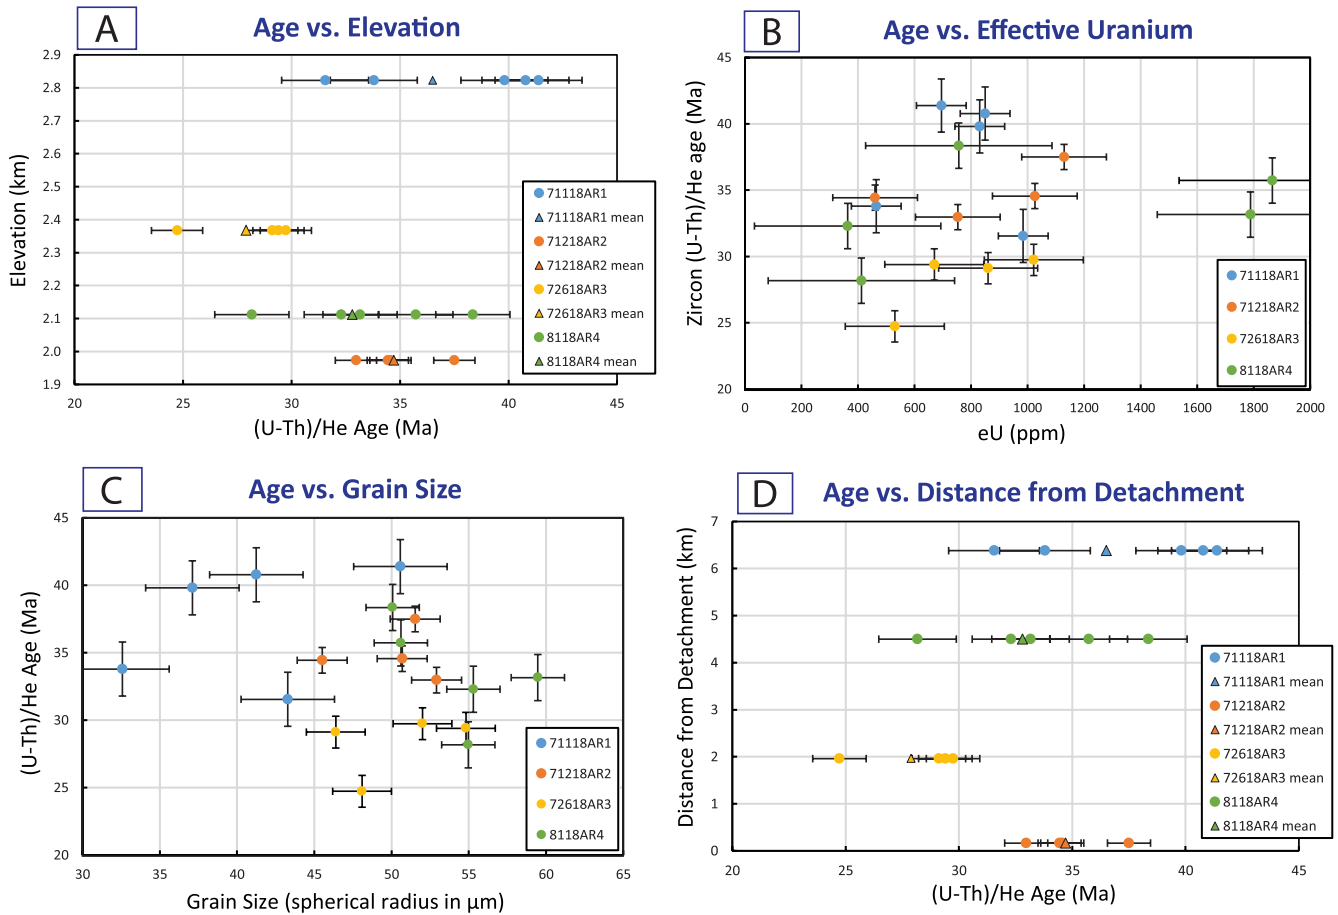 A
Age vs. Elevation
2.9
2.8
2.7
2.6
2.5
2.4
2.3
2.2
2.1
2.0
1.9
Elevation (km)
20 25 30 35 40 45
(U-Th)/He Age (Ma)
71118AR1
71118AR1 mean
71218AR2
71218AR2 mean
72618AR3
72618AR3 mean
8118AR4
8118AR4 mean
B
Age vs. Effective Uranium
45
40
35
30
25
20
Zircon (U-Th)/He age (Ma)
0 200 400 600 800 1000 1200 1400 1600 1800 2000
eU (ppm)
71118AR1
71218AR2
72618AR3
8118AR4
C
Age vs. Grain Size
45
40
35
30
25
20
(U-Th)/He Age (Ma)
30 35 40 45 50 55 60 65
Grain Size (spherical radius in μm)
71118AR1
71218AR2
72618AR3
8118AR4
D
Age vs. Distance from Detachment
7
6
5
4
3
2
1
0
Distance from Detachment (km)
20 25 30 35 40 45
(U-Th)/He Age (Ma)
71118AR1
71118AR1 mean
71218AR2
71218AR2 mean
72618AR3
72618AR3 mean
8118AR4
8118AR4 mean